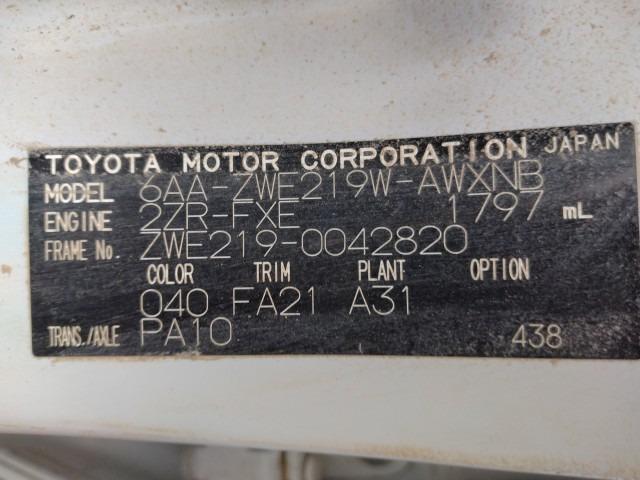 TOYOTA MOTOR CORPORATION JAPAN
MODEL 6AA-ZWE219W-AWXNB
ENGINE 2ZR-FXE 1797 mL
FRAME No. ZWE219-0042820
COLOR TRIM PLANT OPTION
040 FA21 A31
TRANS./AXLE PA10 438